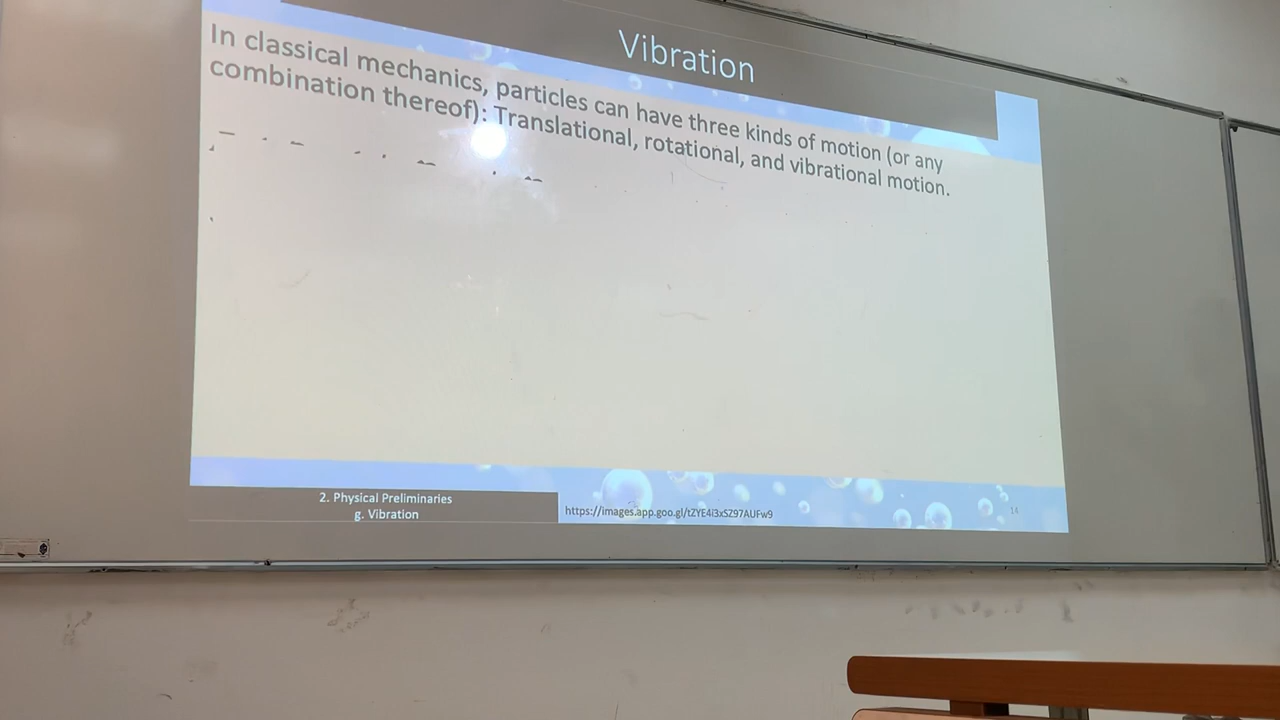 Vibration
In classical mechanics, particles can have three kinds of motion (or any
combination thereof): Translational, rotational, and vibrational motion.
2. Physical Preliminaries
g. Vibration
https://images.app.goo.gl/tZYE4i3xSZ97AUFw9
14